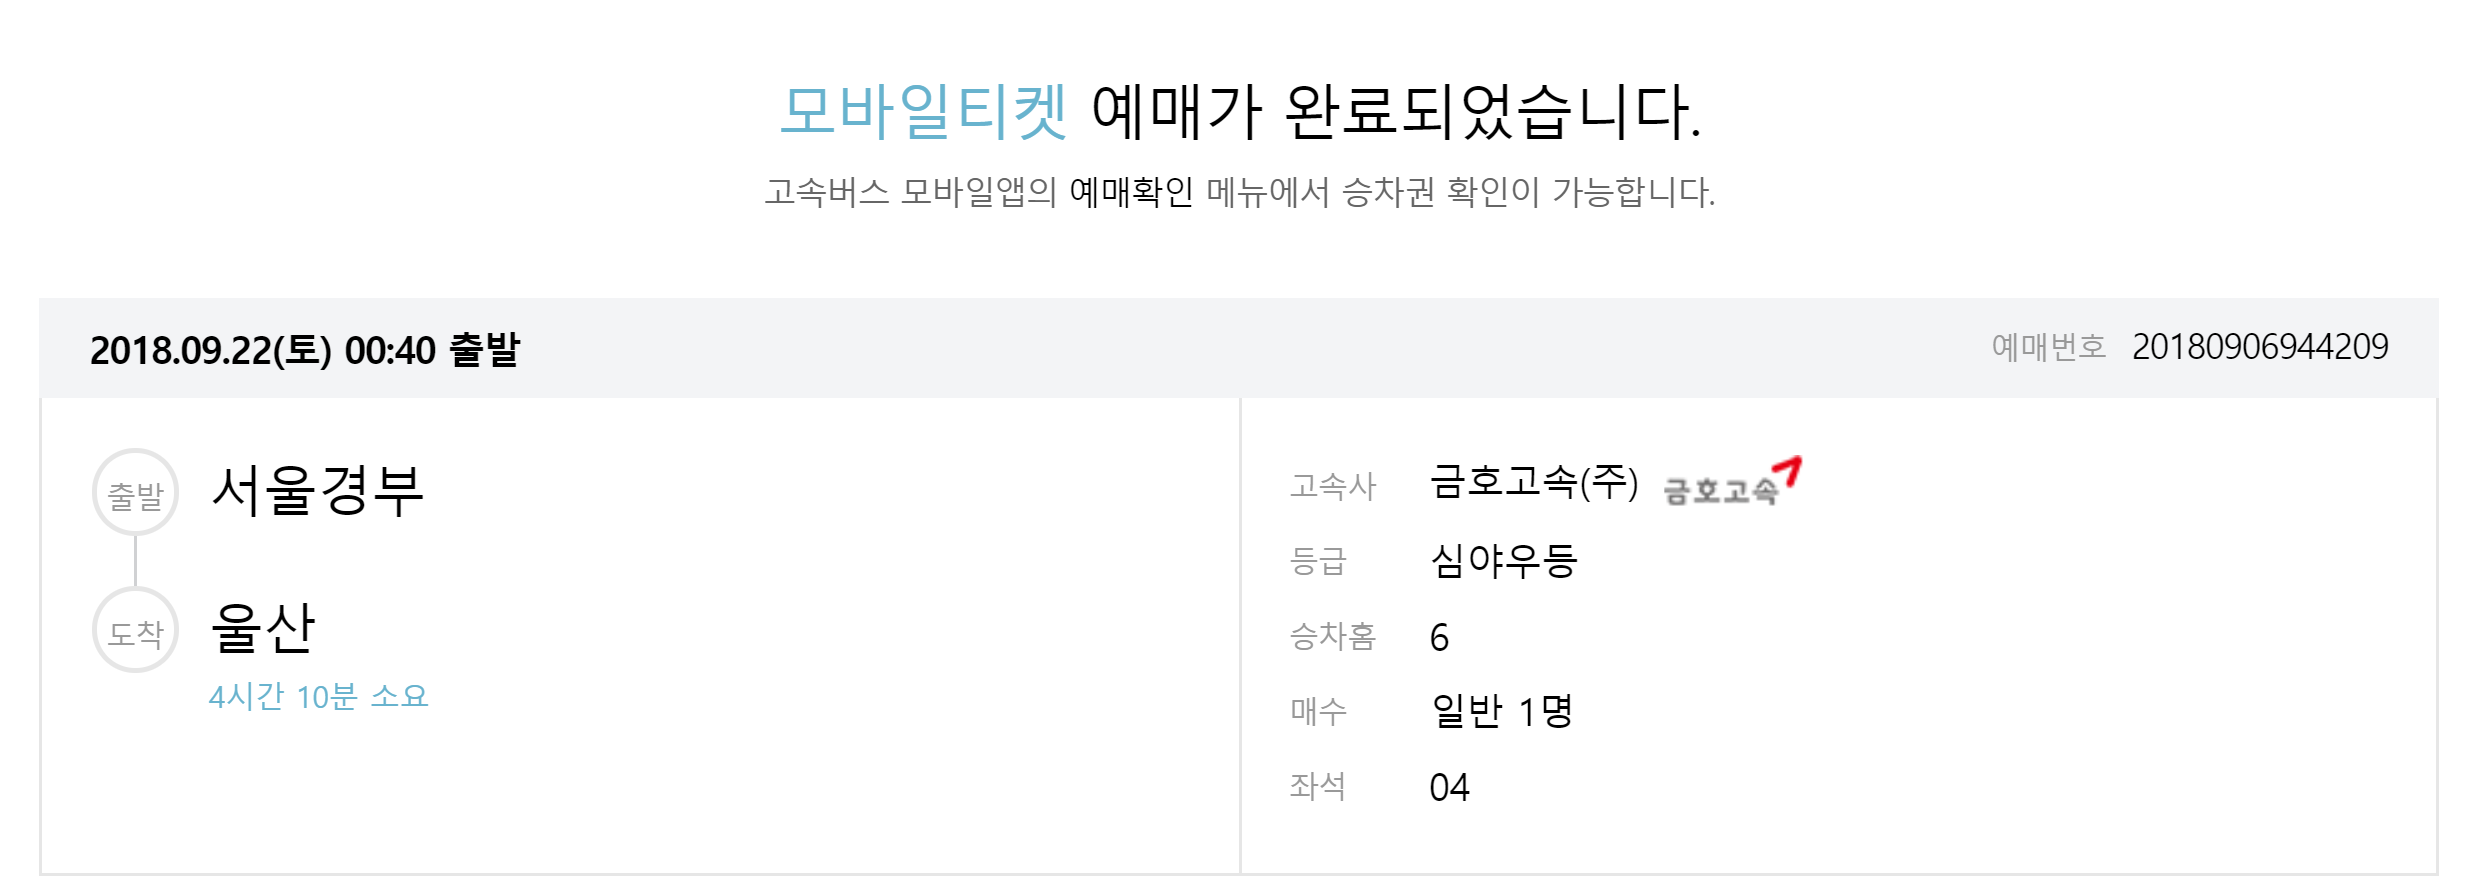 모바일티켓 예매가 완료되었습니다.
고속버스 모바일앱의 예매확인 메뉴에서 승차권 확인이 가능합니다.
2018.09.22(토) 00:40 출발
예매번호 20180906944209
출발 서울경부
도착 울산
4시간 10분 소요
고속사 금호고속(주) 금호고속
등급 심야우등
승차홈 6
매수 일반 1명
좌석 04